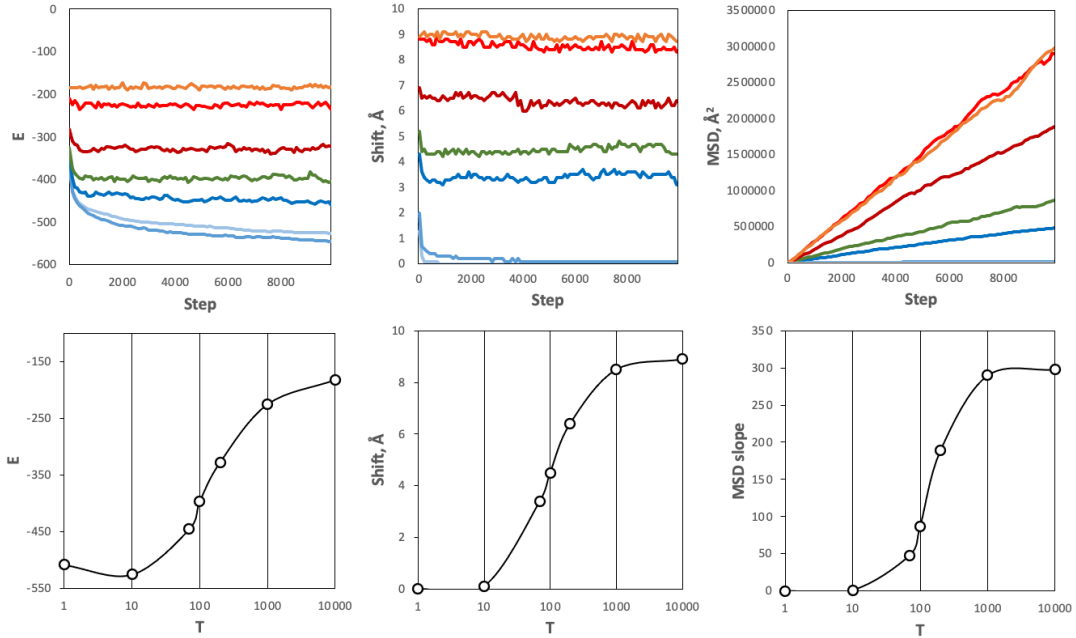 0
-100
-200
-300
-400
-500
-600
E
0 2000 4000 6000 8000
Step
10
9
8
7
6
5
4
3
2
1
0
Shift, Å
0 2000 4000 6000 8000
Step
3500000
3000000
2500000
2000000
1500000
1000000
500000
0
MSD, Å²
0 2000 4000 6000 8000
Step
-150
-250
-350
-450
-550
E
1 10 100 1000 10000
T
10
8
6
4
2
0
Shift, Å
1 10 100 1000 10000
T
350
300
250
200
150
100
50
0
MSD slope
1 10 100 1000 10000
T